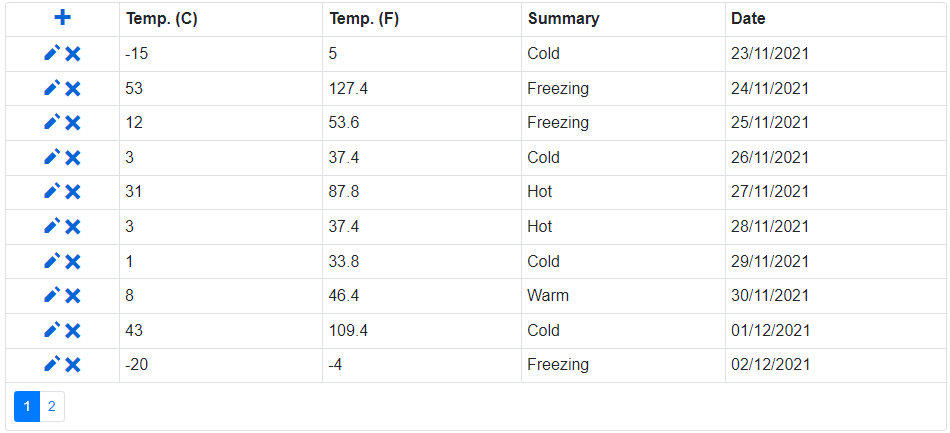 Temp. (C) Temp. (F) Summary Date
-15 5 Cold 23/11/2021
53 127.4 Freezing 24/11/2021
12 53.6 Freezing 25/11/2021
3 37.4 Cold 26/11/2021
31 87.8 Hot 27/11/2021
3 37.4 Hot 28/11/2021
1 33.8 Cold 29/11/2021
8 46.4 Warm 30/11/2021
43 109.4 Cold 01/12/2021
-20 -4 Freezing 02/12/2021
1 2